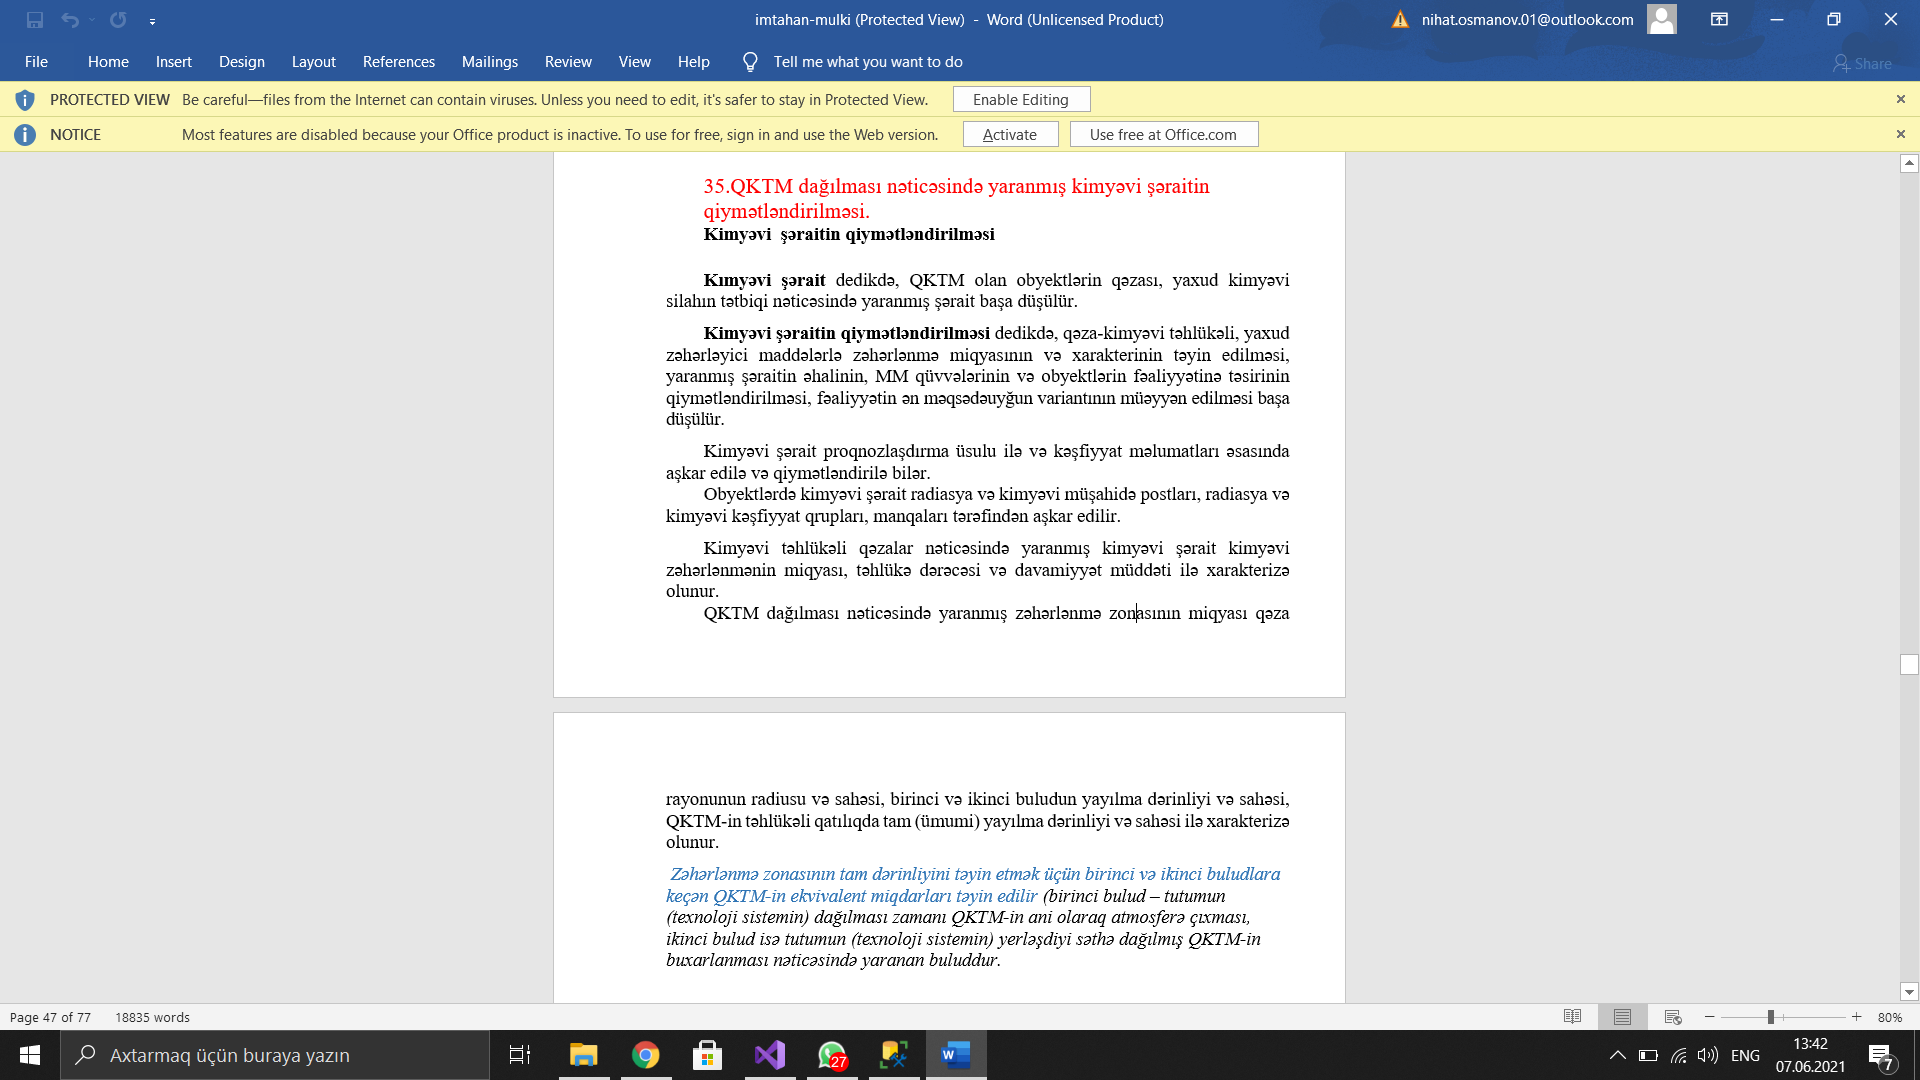 imtahan-mulki (Protected View) - Word (Unlicensed Product)
nihat.osmanov.01@outlook.com
File Home Insert Design Layout References Mailings Review View Help Tell me what you want to do
Share
PROTECTED VIEW Be careful—files from the Internet can contain viruses. Unless you need to edit, it's safer to stay in Protected View. Enable Editing
NOTICE Most features are disabled because your Office product is inactive. To use for free, sign in and use the Web version. Activate Use free at Office.com
35.QKTM dağılması nəticəsində yaranmış kimyəvi şəraitin
qiymətləndirilməsi.
Kimyəvi şəraitin qiymətləndirilməsi
Kımyəvi şərait dedikdə, QKTM olan obyektlərin qəzası, yaxud kimyəvi
silahın tətbiqi nəticəsində yaranmış şərait başa düşülür.
Kimyəvi şəraitin qiymətləndirilməsi dedikdə, qəza-kimyəvi təhlükəli, yaxud
zəhərləyici maddələrlə zəhərlənmə miqyasının və xarakterinin təyin edilməsi,
yaranmış şəraitin əhalinin, MM qüvvələrinin və obyektlərin fəaliyyətinə təsirinin
qiymətləndirilməsi, fəaliyyətin ən məqsədəuyğun variantının müəyyən edilməsi başa
düşülür.
Kimyəvi şərait proqnozlaşdırma üsulu ilə və kəşfiyyat məlumatları əsasında
aşkar edilə və qiymətləndirilə bilər.
Obyektlərdə kimyəvi şərait radiasya və kimyəvi müşahidə postları, radiasya və
kimyəvi kəşfiyyat qrupları, manqaları tərəfindən aşkar edilir.
Kimyəvi təhlükəli qəzalar nəticəsində yaranmış kimyəvi şərait kimyəvi
zəhərlənmənin miqyası, təhlükə dərəcəsi və davamiyyət müddəti ilə xarakterizə
olunur.
QKTM dağılması nəticəsində yaranmış zəhərlənmə zonasının miqyası qəza
rayonunun radiusu və sahəsi, birinci və ikinci buludun yayılma dərinliyi və sahəsi,
QKTM-in təhlükəli qatılıqda tam (ümumi) yayılma dərinliyi və sahəsi ilə xarakterizə
olunur.
Zəhərlənmə zonasının tam dərinliyini təyin etmək üçün birinci və ikinci buludlara
keçən QKTM-in ekvivalent miqdarları təyin edilir (birinci bulud – tutumun
(texnoloji sistemin) dağılması zamanı QKTM-in ani olaraq atmosferə çıxması,
ikinci bulud isə tutumun (texnoloji sistemin) yerləşdiyi səthə dağılmış QKTM-in
buxarlanması nəticəsində yaranan buluddur.
Page 47 of 77 18835 words
80%
Axtarmaq üçün buraya yazın
27
ENG
13:42
07.06.2021
7